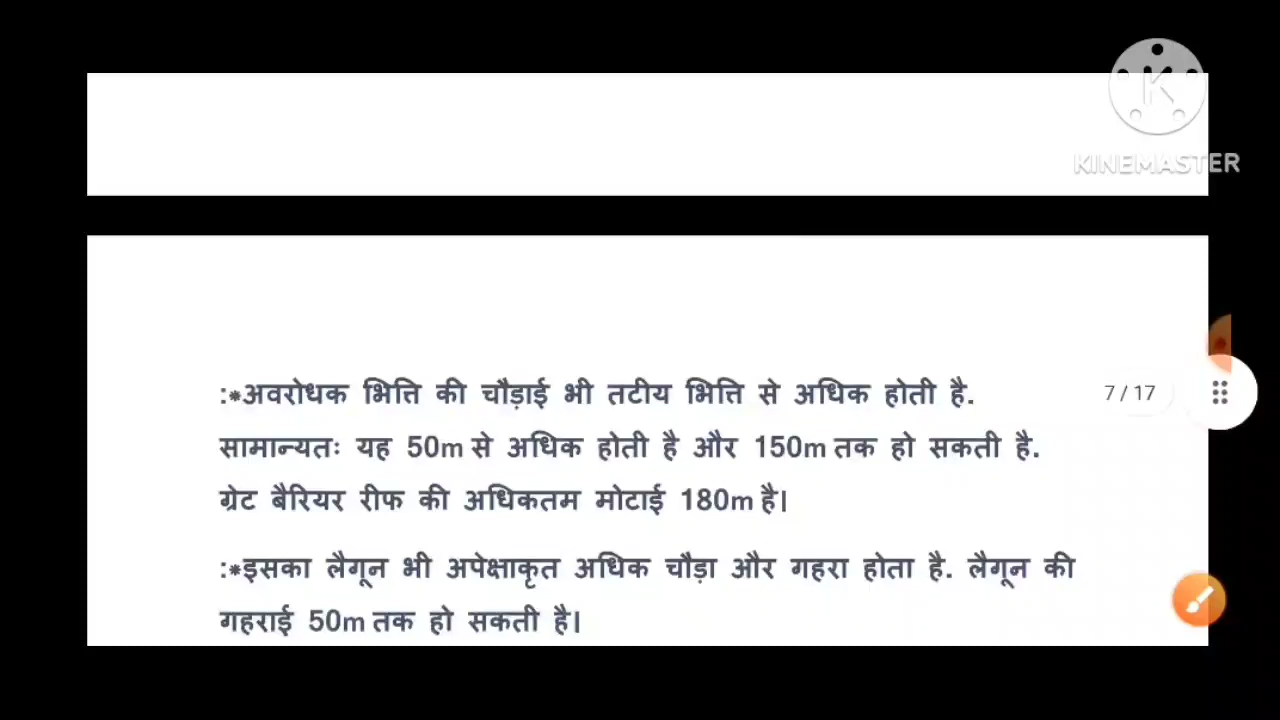 K
KINEMASTER
:*अवरोधक भित्ति की चौड़ाई भी तटीय भित्ति से अधिक होती है.
7 / 17
सामान्यतः यह 50m से अधिक होती है और 150m तक हो सकती है.
ग्रेट बैरियर रीफ की अधिकतम मोटाई 180m है|
:*इसका लैगून भी अपेक्षाकृत अधिक चौड़ा और गहरा होता है. लैगून की
गहराई 50m तक हो सकती है|